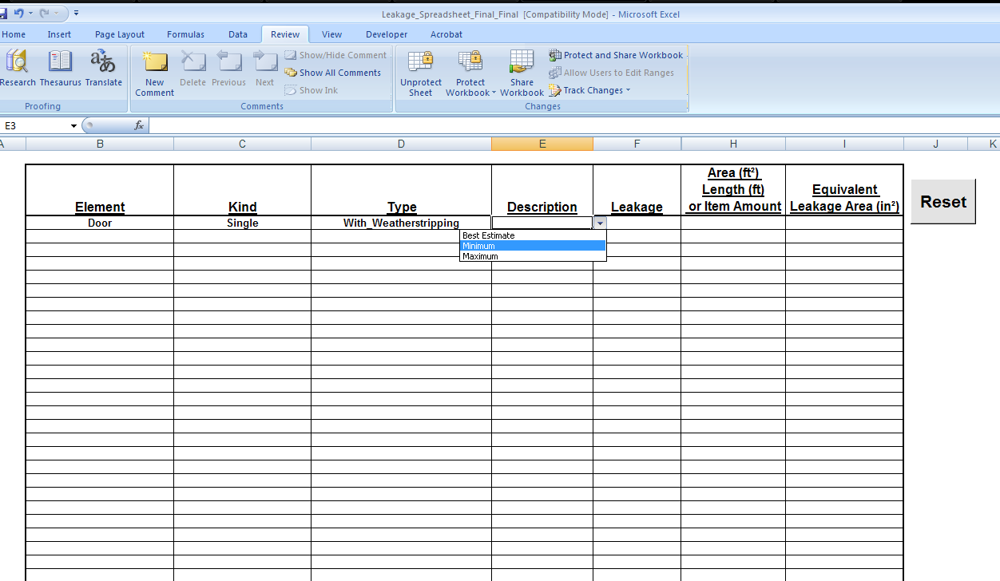 Leakage_Spreadsheet_Final_Final [Compatibility Mode] - Microsoft Excel
Home Insert Page Layout Formulas Data Review View Developer Acrobat
Research Thesaurus Translate
Proofing
New Comment Delete Previous Next
Show/Hide Comment
Show All Comments
Show Ink
Comments
Unprotect Sheet Protect Workbook Share Workbook
Protect and Share Workbook
Allow Users to Edit Ranges
Track Changes
Changes
E3 fx
A B C D E F H I J K
Element Kind Type Description Leakage
Area (ft²)
Length (ft)
or Item Amount
Equivalent
Leakage Area (in²)
Reset
Door Single With_Weatherstripping
Best Estimate
Minimum
Maximum